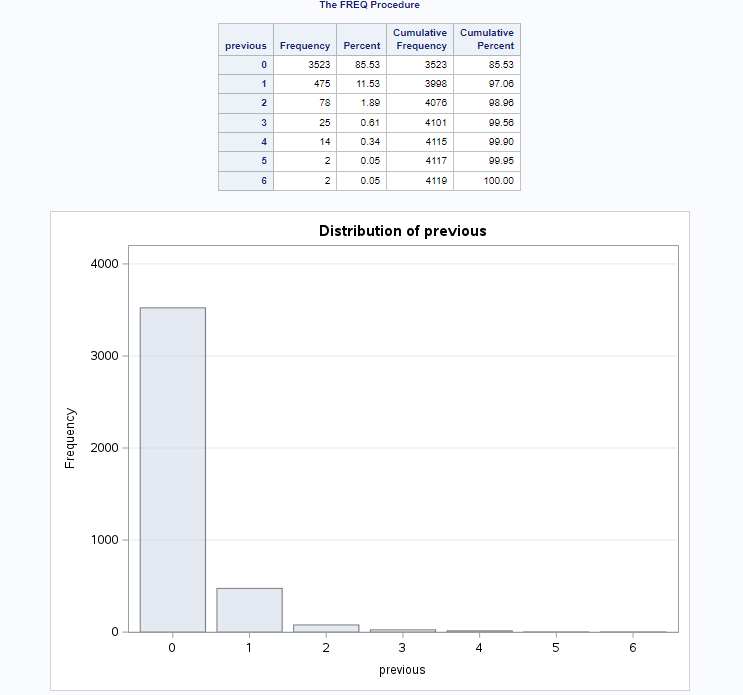 The FREQ Procedure
previous Frequency Percent Cumulative Frequency Cumulative Percent
0 3523 85.53 3523 85.53
1 475 11.53 3998 97.06
2 78 1.89 4076 98.96
3 25 0.61 4101 99.56
4 14 0.34 4115 99.90
5 2 0.05 4117 99.95
6 2 0.05 4119 100.00
Distribution of previous
Frequency
4000
3000
2000
1000
0
0 1 2 3 4 5 6
previous